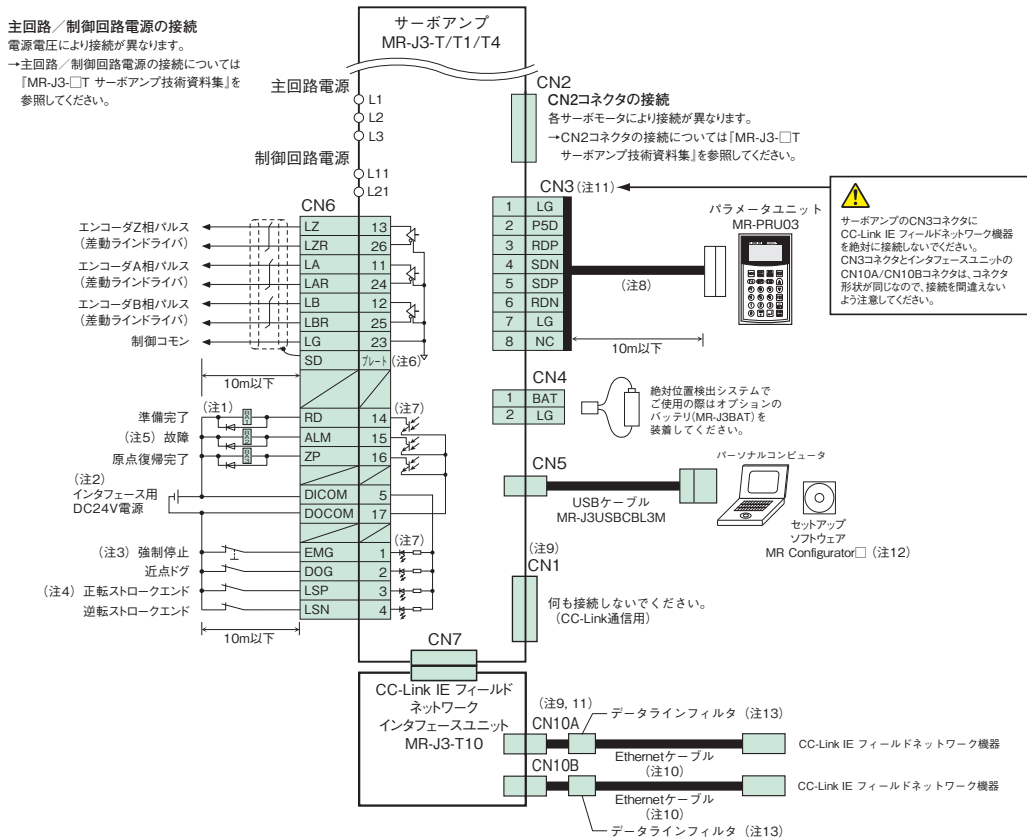 主回路／制御回路電源の接続
電源電圧により接続が異なります。
→主回路／制御回路電源の接続については
『MR-J3-□T サーボアンプ技術資料集』を
参照してください。
サーボアンプ
MR-J3-T/T1/T4
主回路電源
L1
L2
L3
制御回路電源
L11
L21
CN2
CN2コネクタの接続
各サーボモータにより接続が異なります。
→CN2コネクタの接続については『MR-J3-□T
サーボアンプ技術資料集』を参照してください。
CN3 (注11)
1 LG
2 P5D
3 RDP
4 SDN
5 SDP
6 RDN
7 LG
8 NC
(注8)
10m以下
パラメータユニット
MR-PRU03
サーボアンプのCN3コネクタに
CC-Link IE フィールドネットワーク機器
を絶対に接続しないでください。
CN3コネクタとインタフェースユニットの
CN10A/CN10Bコネクタは、コネクタ
形状が同じなので、接続を間違えない
よう注意してください。
CN6
エンコーダZ相パルス
(差動ラインドライバ)
LZ 13
LZR 26
エンコーダA相パルス
(差動ラインドライバ)
LA 11
LAR 24
エンコーダB相パルス
(差動ラインドライバ)
LB 12
LBR 25
制御コモン
LG 23
SD プレート (注6)
10m以下
(注1)
(注7)
準備完了 RA1 RD 14
(注5) 故障 RA2 ALM 15
原点復帰完了 RA3 ZP 16
(注2)
インタフェース用
DC24V電源
DICOM 5
DOCOM 17
(注7)
(注3) 強制停止 EMG 1
近点ドグ DOG 2
(注4) 正転ストロークエンド LSP 3
逆転ストロークエンド LSN 4
10m以下
CN4
1 BAT
2 LG
絶対位置検出システムで
ご使用の際はオプションの
バッテリ(MR-J3BAT)を
装着してください。
CN5
USBケーブル
MR-J3USBCBL3M
パーソナルコンピュータ
セットアップ
ソフトウェア
MR Configurator□ (注12)
(注9)
CN1
何も接続しないでください。
(CC-Link通信用)
CN7
CC-Link IE フィールド
ネットワーク
インタフェースユニット
MR-J3-T10
(注9, 11)
CN10A
データラインフィルタ (注13)
Ethernetケーブル
(注10)
CC-Link IE フィールドネットワーク機器
CN10B
Ethernetケーブル
(注10)
CC-Link IE フィールドネットワーク機器
データラインフィルタ (注13)